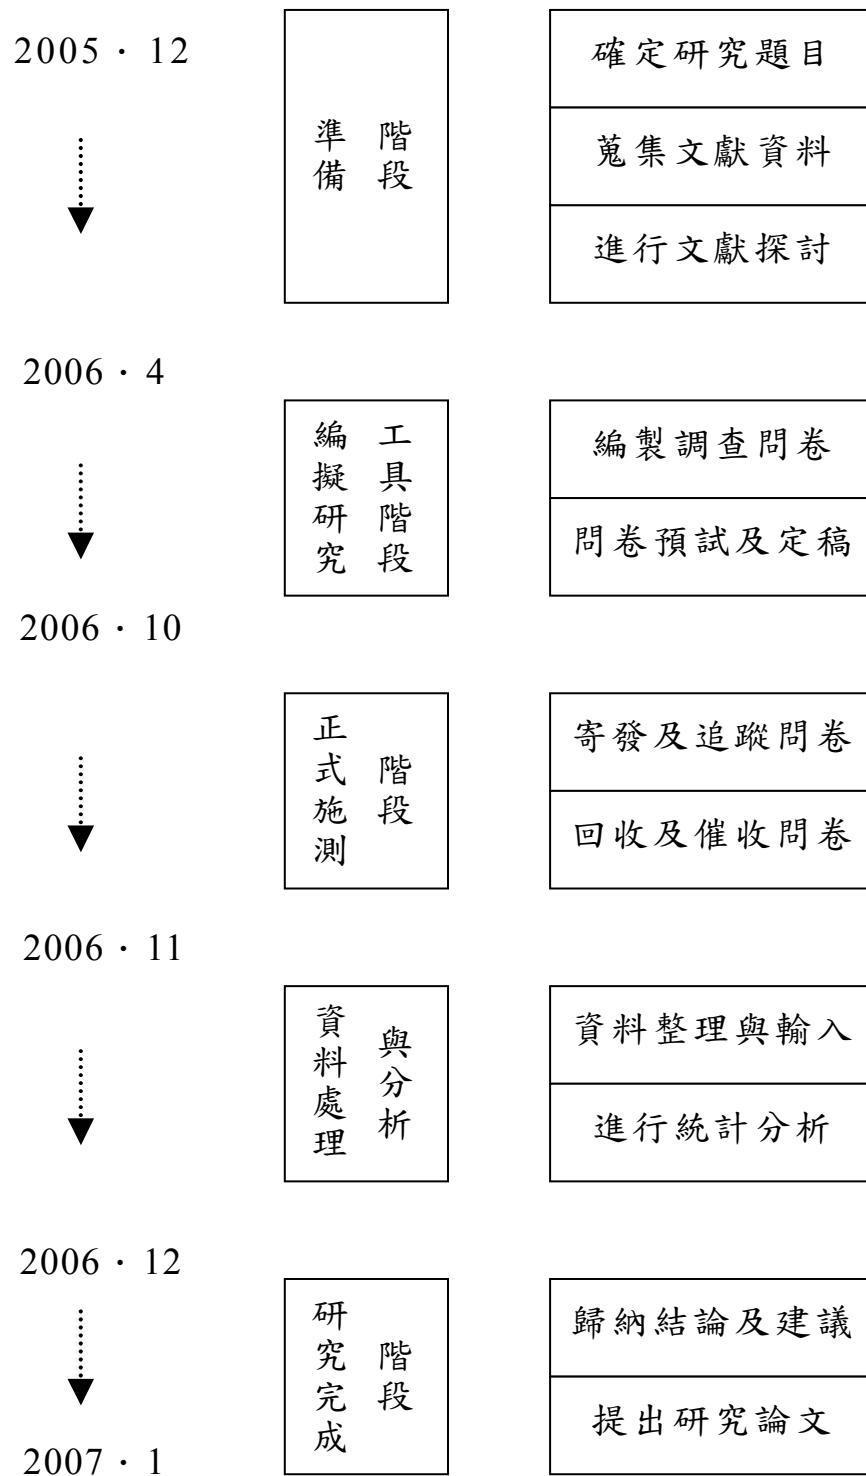 2005‧12
準備
階段
確定研究題目
蒐集文獻資料
進行文獻探討
2006‧4
編擬研究
工具階段
編製調查問卷
問卷預試及定稿
2006‧10
正式施測
階段
寄發及追蹤問卷
回收及催收問卷
2006‧11
資料處理
與分析
資料整理與輸入
進行統計分析
2006‧12
研究完成
階段
歸納結論及建議
提出研究論文
2007‧1